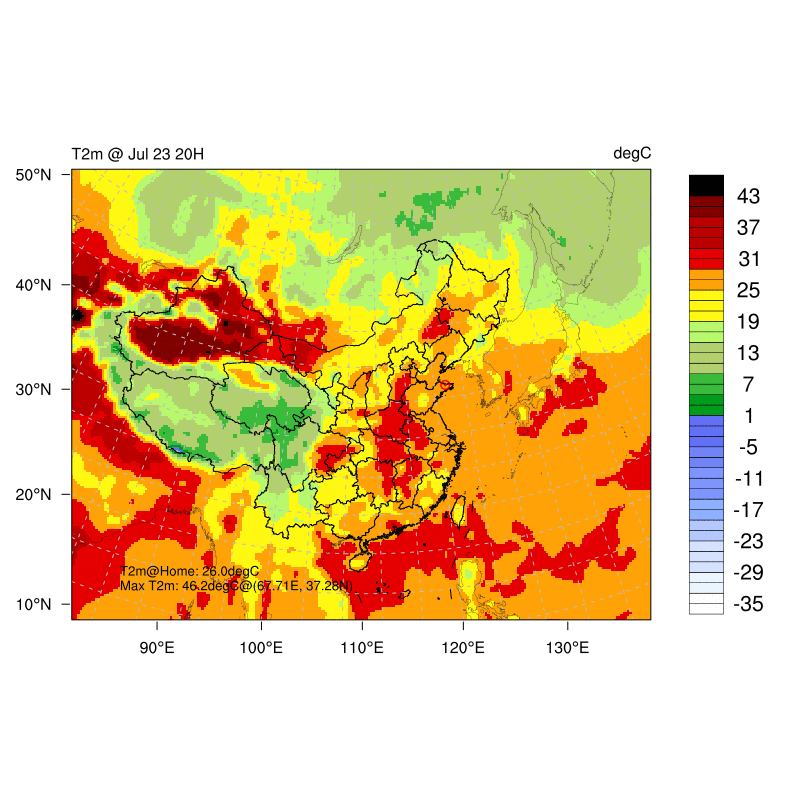 T2m @ Jul 23 20H
degC
50°N
40°N
30°N
20°N
10°N
90°E
100°E
110°E
120°E
130°E
T2m@Home: 26.0degC
Max T2m: 46.2degC@(67.71E, 37.28N)
43
37
31
25
19
13
7
1
-5
-11
-17
-23
-29
-35